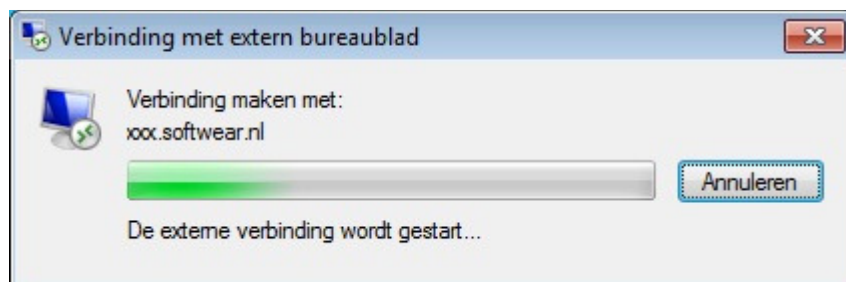 Verbinding met extern bureaublad
Verbinding maken met:
xxx.softwear.nl
Annuleren
De externe verbinding wordt gestart...